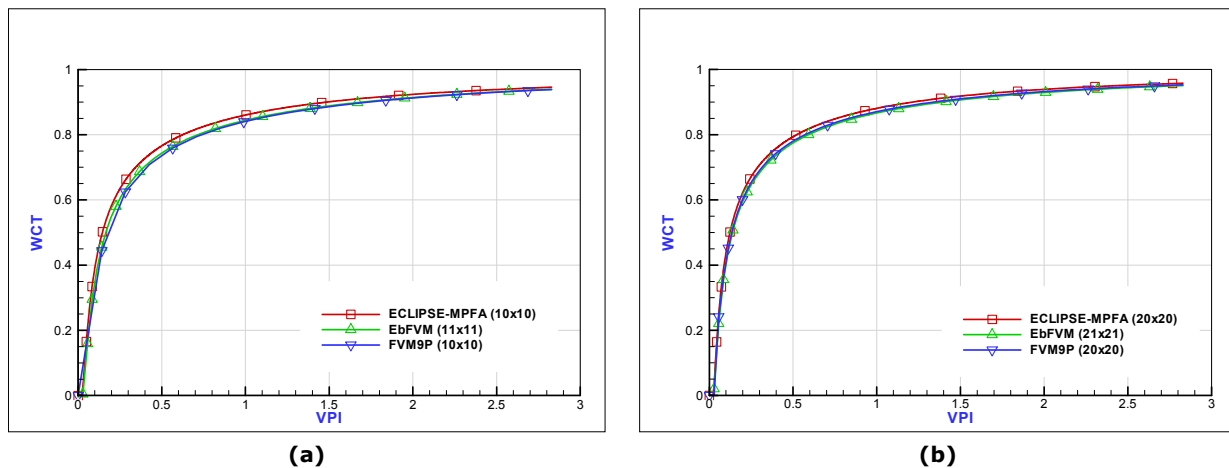 1
0.8
0.6
0.4
0.2
0
WCT
0
0.5
1
1.5
2
2.5
3
VPI
ECLIPSE-MPFA (10x10)
EbFVM (11x11)
FVM9P (10x10)
(a)
1
0.8
0.6
0.4
0.2
0
WCT
0
0.5
1
1.5
2
2.5
3
VPI
ECLIPSE-MPFA (20x20)
EbFVM (21x21)
FVM9P (20x20)
(b)